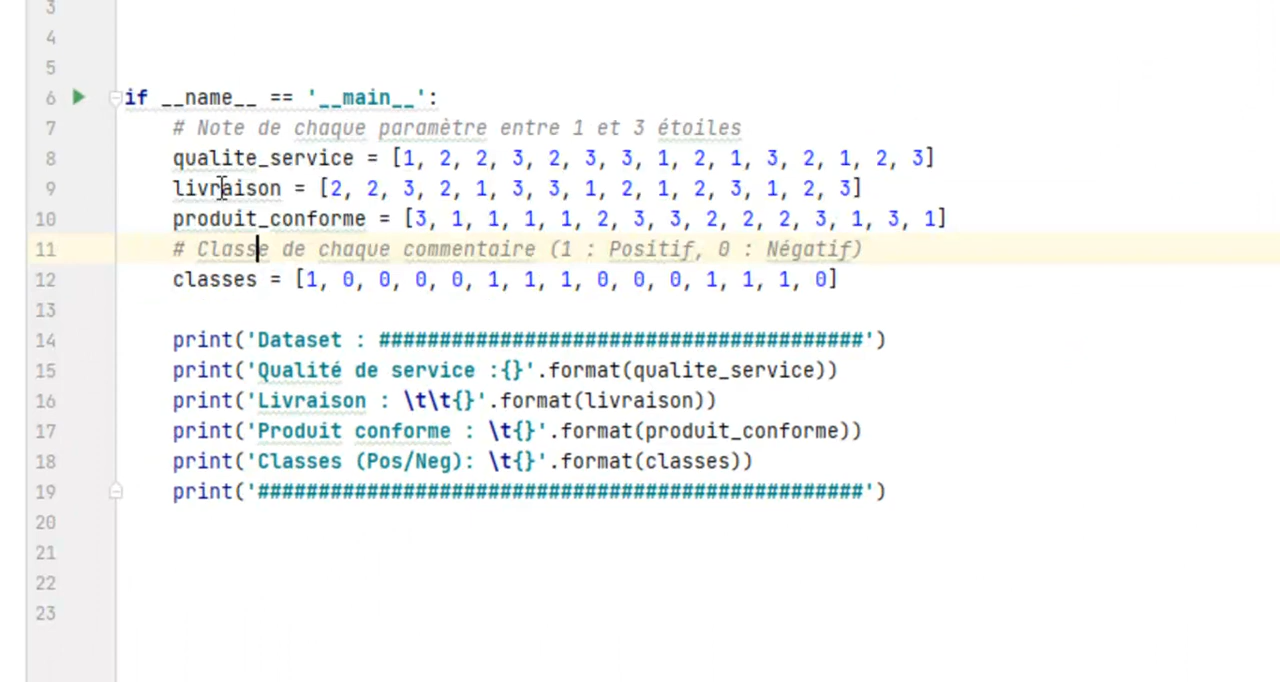 3
4
5
6 if __name__ == '__main__':
7 # Note de chaque paramètre entre 1 et 3 étoiles
8 qualite_service = [1, 2, 2, 3, 2, 3, 3, 1, 2, 1, 3, 2, 1, 2, 3]
9 livraison = [2, 2, 3, 2, 1, 3, 3, 1, 2, 1, 2, 3, 1, 2, 3]
10 produit_conforme = [3, 1, 1, 1, 1, 2, 3, 3, 2, 2, 2, 3, 1, 3, 1]
11 # Classe de chaque commentaire (1 : Positif, 0 : Négatif)
12 classes = [1, 0, 0, 0, 0, 1, 1, 1, 0, 0, 0, 1, 1, 1, 0]
13
14 print('Dataset : ########################################')
15 print('Qualité de service :{}'.format(qualite_service))
16 print('Livraison : \t\t{}'.format(livraison))
17 print('Produit conforme : \t{}'.format(produit_conforme))
18 print('Classes (Pos/Neg): \t{}'.format(classes))
19 print('##################################################')
20
21
22
23